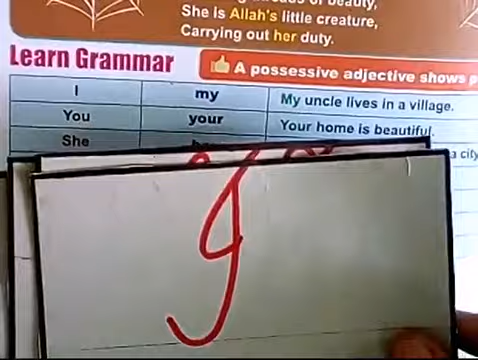 She is Allah's little creature,
Carrying out her duty.
Learn Grammar
A possessive adjective shows
I my My uncle lives in a village.
You your Your home is beautiful.
She
a city